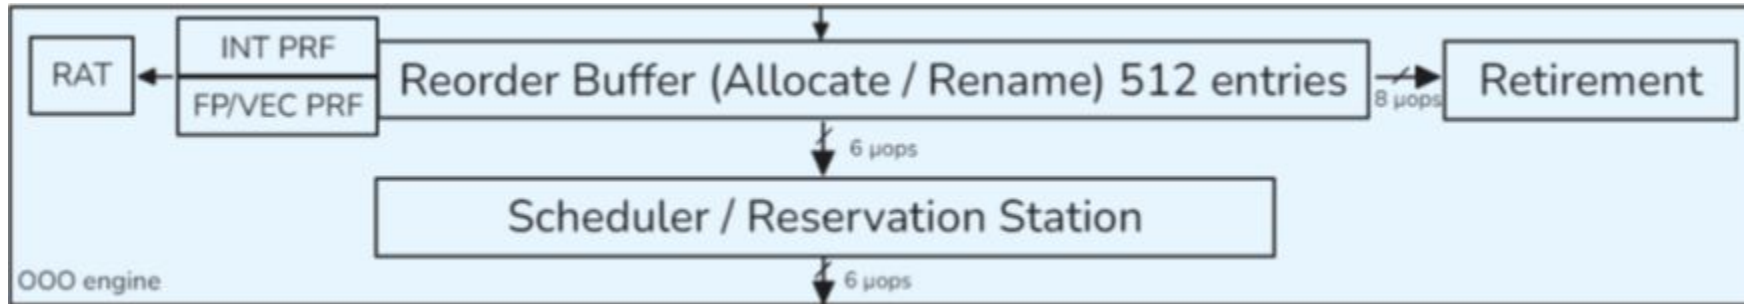 RAT
INT PRF
FP/VEC PRF
Reorder Buffer (Allocate / Rename) 512 entries
8 μops
Retirement
6 μops
Scheduler / Reservation Station
OOO engine
6 μops